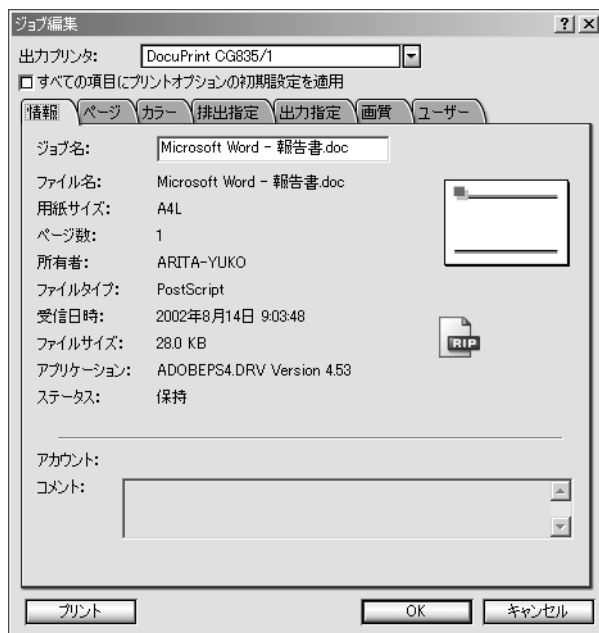 ジョブ編集
出力プリンタ: DocuPrint CG835/1
すべての項目にプリントオプションの初期設定を適用
情報 ページ カラー 排出指定 出力指定 画質 ユーザー
ジョブ名: Microsoft Word - 報告書.doc
ファイル名: Microsoft Word - 報告書.doc
用紙サイズ: A4L
ページ数: 1
所有者: ARITA-YUKO
ファイルタイプ: PostScript
受信日時: 2002年8月14日 9:03:48
ファイルサイズ: 28.0 KB
RIP
アプリケーション: ADOBEPS4.DRV Version 4.53
ステータス: 保持
アカウント:
コメント:
プリント OK キャンセル